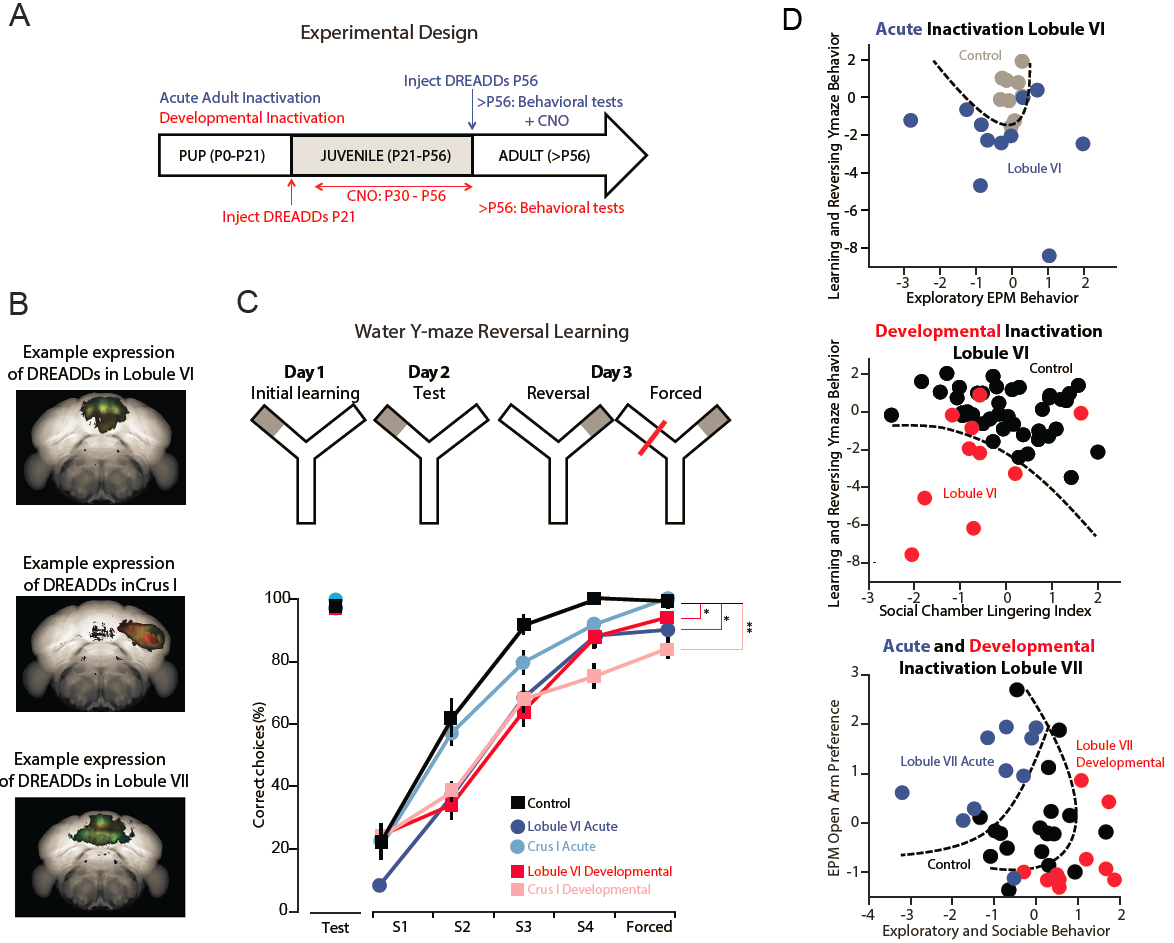 A
Experimental Design
Inject DREADDs P56
Acute Adult Inactivation
Developmental Inactivation
>P56: Behavioral tests
+ CNO
PUP (P0-P21)
JUVENILE (P21-P56)
ADULT (>P56)
CNO: P30 - P56
Inject DREADDs P21
>P56: Behavioral tests
B
Example expression
of DREADDs in Lobule VI
Example expression
of DREADDs inCrus I
Example expression
of DREADDs in Lobule VII
C
Water Y-maze Reversal Learning
Day 1
Initial learning
Day 2
Test
Day 3
Reversal
Forced
Correct choices (%)
100
80
60
40
20
0
*
*
**
Control
Lobule VI Acute
Crus I Acute
Lobule VI Developmental
Crus I Developmental
Test
S1
S2
S3
S4
Forced
D
Acute Inactivation Lobule VI
Learning and Reversing Ymaze Behavior
2
0
-2
-4
-6
-8
Control
Lobule VI
-3
-2
-1
0
1
2
Exploratory EPM Behavior
Developmental Inactivation
Lobule VI
Learning and Reversing Ymaze Behavior
2
0
-2
-4
-6
-8
Control
Lobule VI
-3
-2
-1
0
1
2
Social Chamber Lingering Index
Acute and Developmental
Inactivation Lobule VII
EPM Open Arm Preference
3
2
1
0
-1
Lobule VII Acute
Lobule VII
Developmental
Control
-4
-3
-2
-1
0
1
2
Exploratory and Sociable Behavior